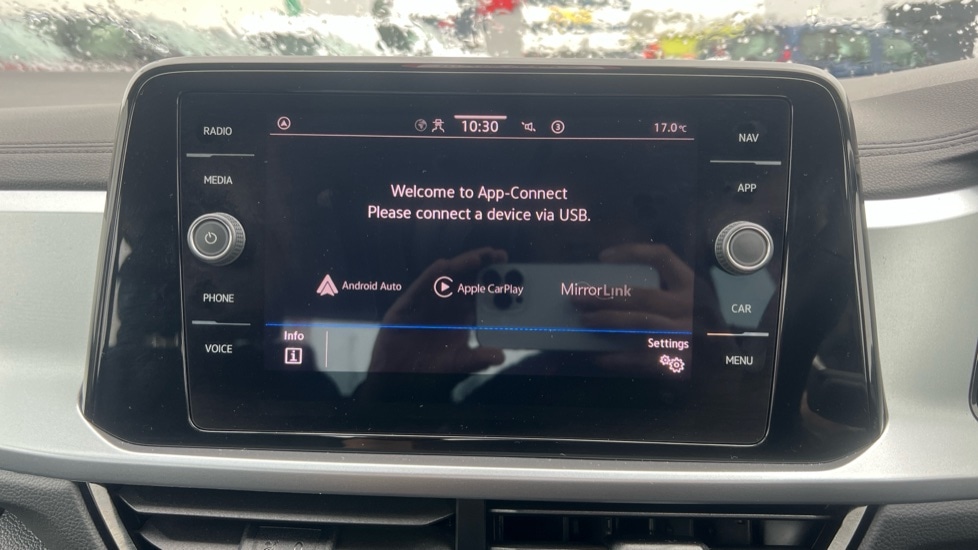 RADIO
MEDIA
PHONE
VOICE
10:30
3
17.0°C
Welcome to App-Connect
Please connect a device via USB.
Android Auto
Apple CarPlay
MirrorLink
Info
i
Settings
NAV
APP
CAR
MENU